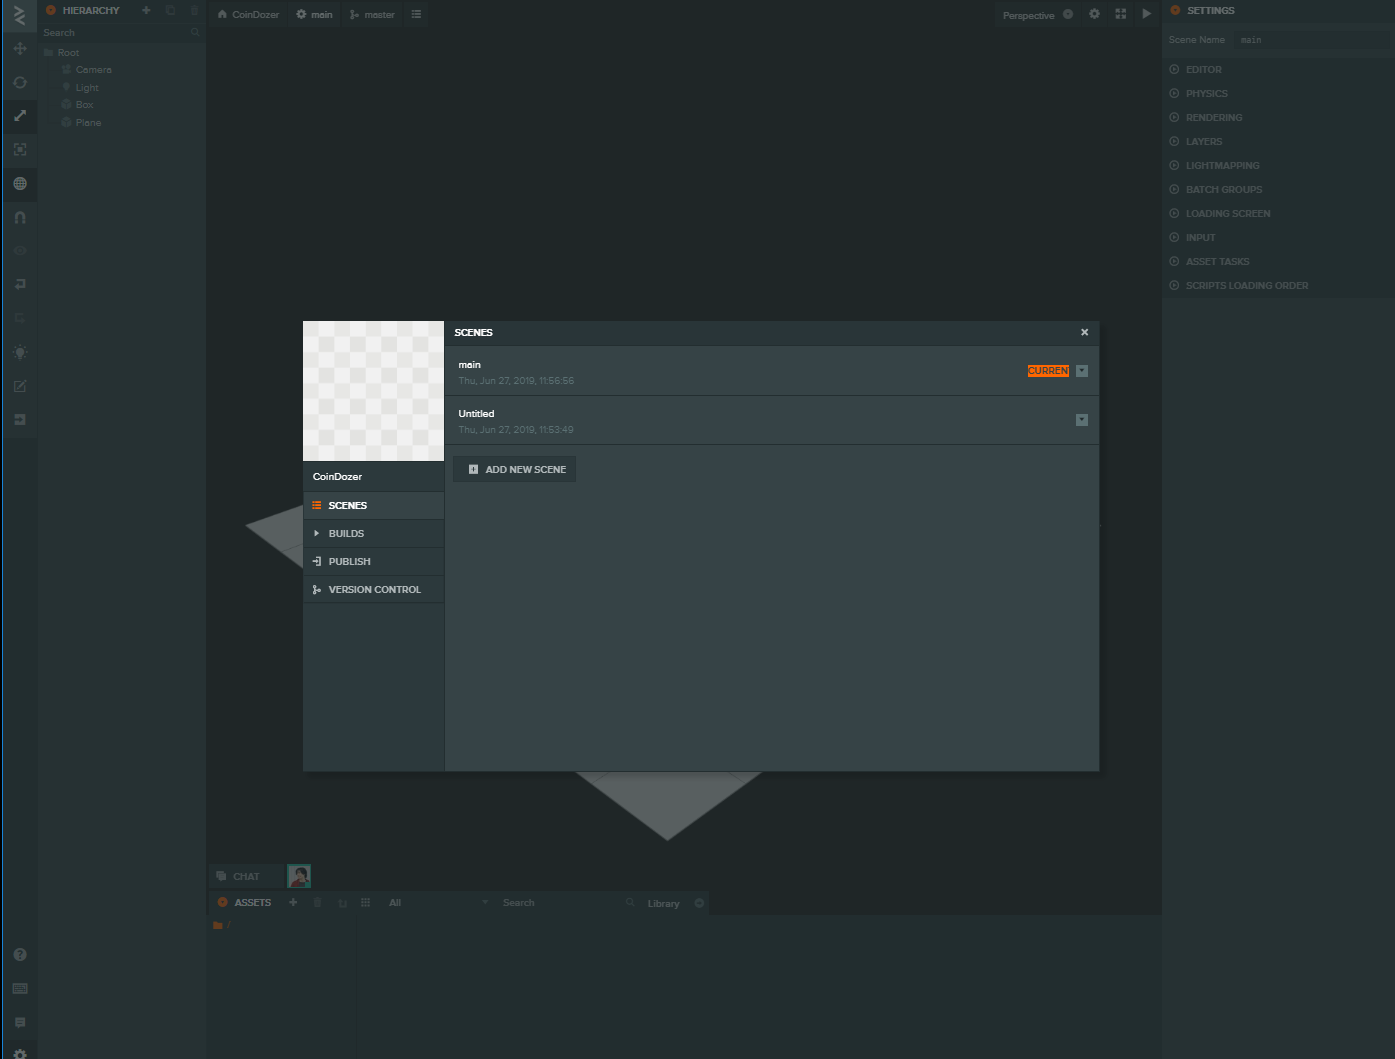 HIERARCHY
Search
Root
Camera
Light
Box
Plane
CoinDozer
main
master
Perspective
SETTINGS
Scene Name main
EDITOR
PHYSICS
RENDERING
LAYERS
LIGHTMAPPING
BATCH GROUPS
LOADING SCREEN
INPUT
ASSET TASKS
SCRIPTS LOADING ORDER
CoinDozer
SCENES
BUILDS
PUBLISH
VERSION CONTROL
SCENES
main
Thu, Jun 27, 2019, 11:56:56
CURREN
Untitled
Thu, Jun 27, 2019, 11:53:49
ADD NEW SCENE
CHAT
ASSETS
All
Search
Library
/